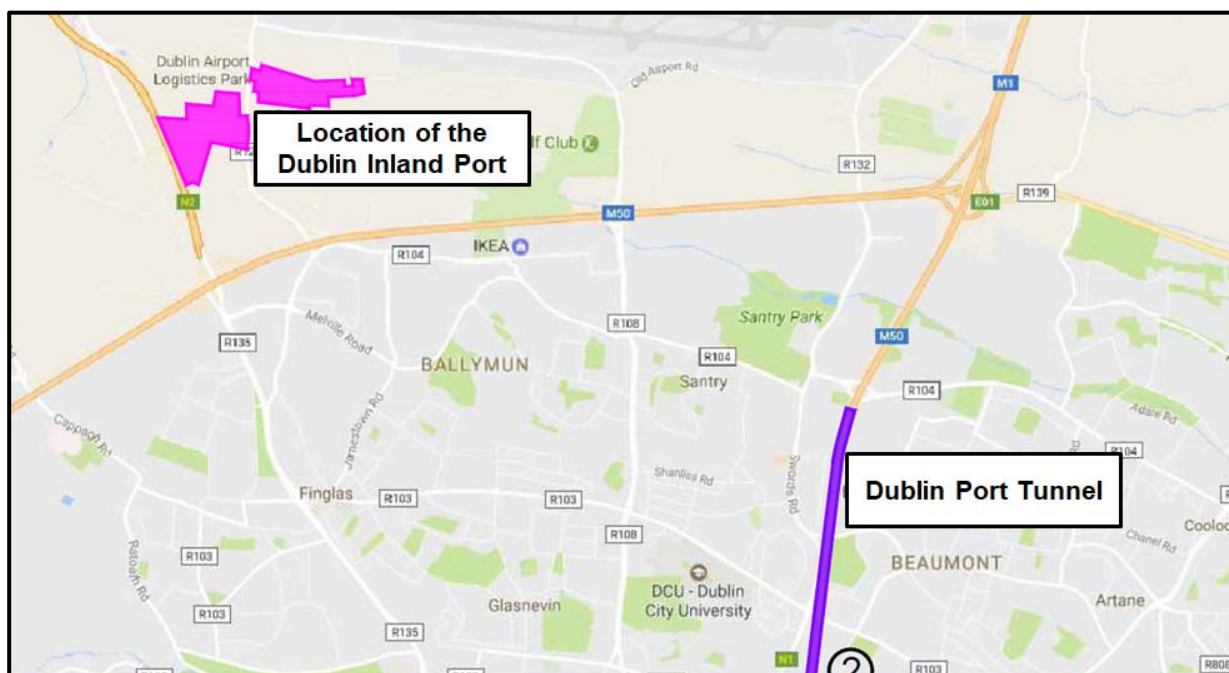 Dublin Airport
Logistics Park
Old Airport Rd
M1
Location of the
Dublin Inland Port
Club
R132
R139
N2
M50
E01
IKEA
R104
Melville Road
R108
Santry Park
R135
M50
BALLYMUN
R104
Santry
R104
Cappagh Rd
Jamestown Rd
Adare Rd
R104
Shanliss Rd
Swords Rd
Dublin Port Tunnel
Finglas
R103
R103
R108
Chanel Rd
Ratoath Rd
R103
BEAUMONT
DCU - Dublin
City University
Glasnevin
Artane
R103
R135
N1
2
R103
R808